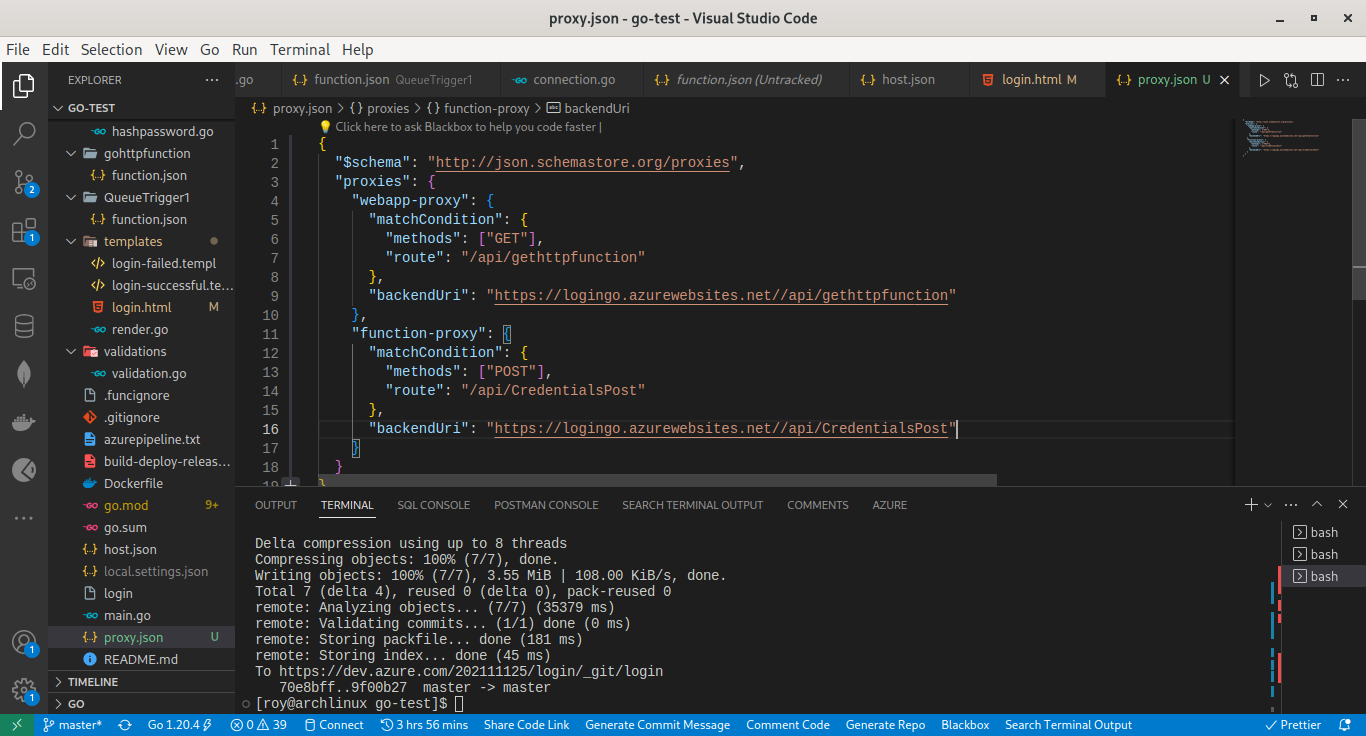 proxy.json - go-test - Visual Studio Code
File Edit Selection View Go Run Terminal Help
EXPLORER
GO-TEST
hashpassword.go
gohttpfunction
function.json
QueueTrigger1
function.json
templates
login-failed.templ
login-successful.te...
login.html M
render.go
validations
validation.go
.funcignore
.gitignore
azurepipeline.txt
build-deploy-releas...
Dockerfile
go.mod 9+
go.sum
host.json
local.settings.json
login
main.go
proxy.json U
README.md
TIMELINE
GO
2
1
1
1
.go
function.json QueueTrigger1
connection.go
function.json (Untracked)
host.json
login.html M
proxy.json U
proxy.json > {} proxies > {} function-proxy > backendUri
Click here to ask Blackbox to help you code faster |
1 {
2 "$schema": "http://json.schemastore.org/proxies",
3 "proxies": {
4 "webapp-proxy": {
5 "matchCondition": {
6 "methods": ["GET"],
7 "route": "/api/gethttpfunction"
8 },
9 "backendUri": "https://logingo.azurewebsites.net//api/gethttpfunction"
10 },
11 "function-proxy": {
12 "matchCondition": {
13 "methods": ["POST"],
14 "route": "/api/CredentialsPost"
15 },
16 "backendUri": "https://logingo.azurewebsites.net//api/CredentialsPost"
17 }
18 }
19 }
OUTPUT TERMINAL SQL CONSOLE POSTMAN CONSOLE SEARCH TERMINAL OUTPUT COMMENTS AZURE
Delta compression using up to 8 threads
Compressing objects: 100% (7/7), done.
Writing objects: 100% (7/7), 3.55 MiB | 108.00 KiB/s, done.
Total 7 (delta 4), reused 0 (delta 0), pack-reused 0
remote: Analyzing objects... (7/7) (35379 ms)
remote: Validating commits... (1/1) done (0 ms)
remote: Storing packfile... done (181 ms)
remote: Storing index... done (45 ms)
To https://dev.azure.com/202111125/login/_git/login
70e8bff..9f00b27 master -> master
[roy@archlinux go-test]$
bash
bash
bash
master* Go 1.20.4 0 39 Connect 3 hrs 56 mins Share Code Link Generate Commit Message Comment Code Generate Repo Blackbox Search Terminal Output Prettier